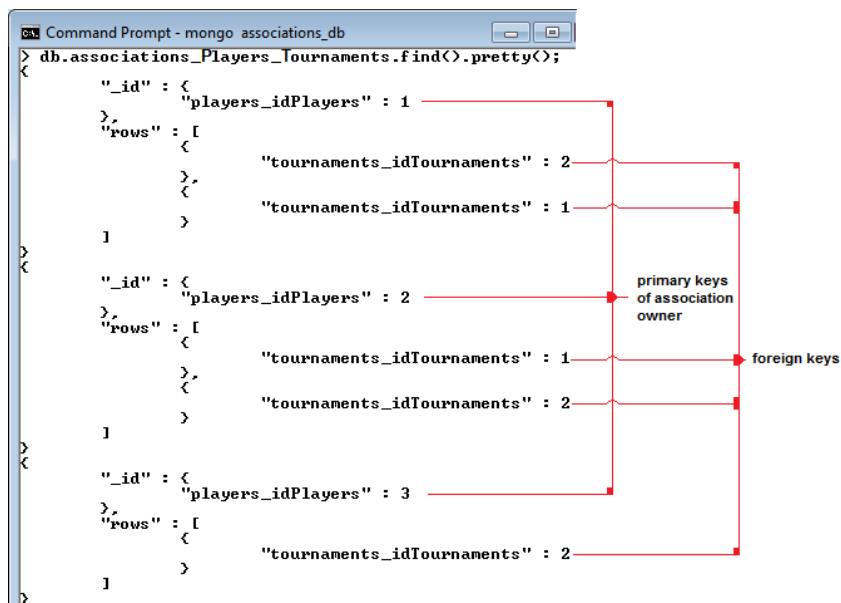 Command Prompt - mongo associations_db
> db.associations_Players_Tournaments.find().pretty();
{
"_id" : {
"players_idPlayers" : 1
},
"rows" : [
{
"tournaments_idTournaments" : 2
},
{
"tournaments_idTournaments" : 1
}
]
}
{
"_id" : {
"players_idPlayers" : 2
},
"rows" : [
{
"tournaments_idTournaments" : 1
},
{
"tournaments_idTournaments" : 2
}
]
}
{
"_id" : {
"players_idPlayers" : 3
},
"rows" : [
{
"tournaments_idTournaments" : 2
}
]
}
primary keys
of association
owner
foreign keys